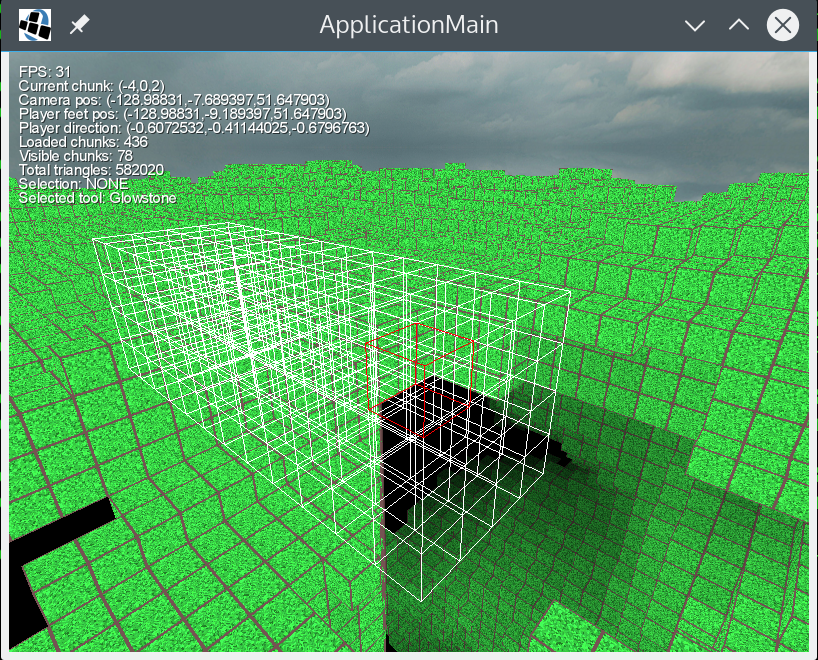 ApplicationMain
FPS: 31
Current chunk: (-4,0,2)
Camera pos: (-128.98831,-7.689397,51.647903)
Player feet pos: (-128.98831,-9.189397,51.647903)
Player direction: (-0.6072532,-0.41144025,-0.6796763)
Loaded chunks: 436
Visible chunks: 78
Total triangles: 582020
Selection: NONE
Selected tool: Glowstone